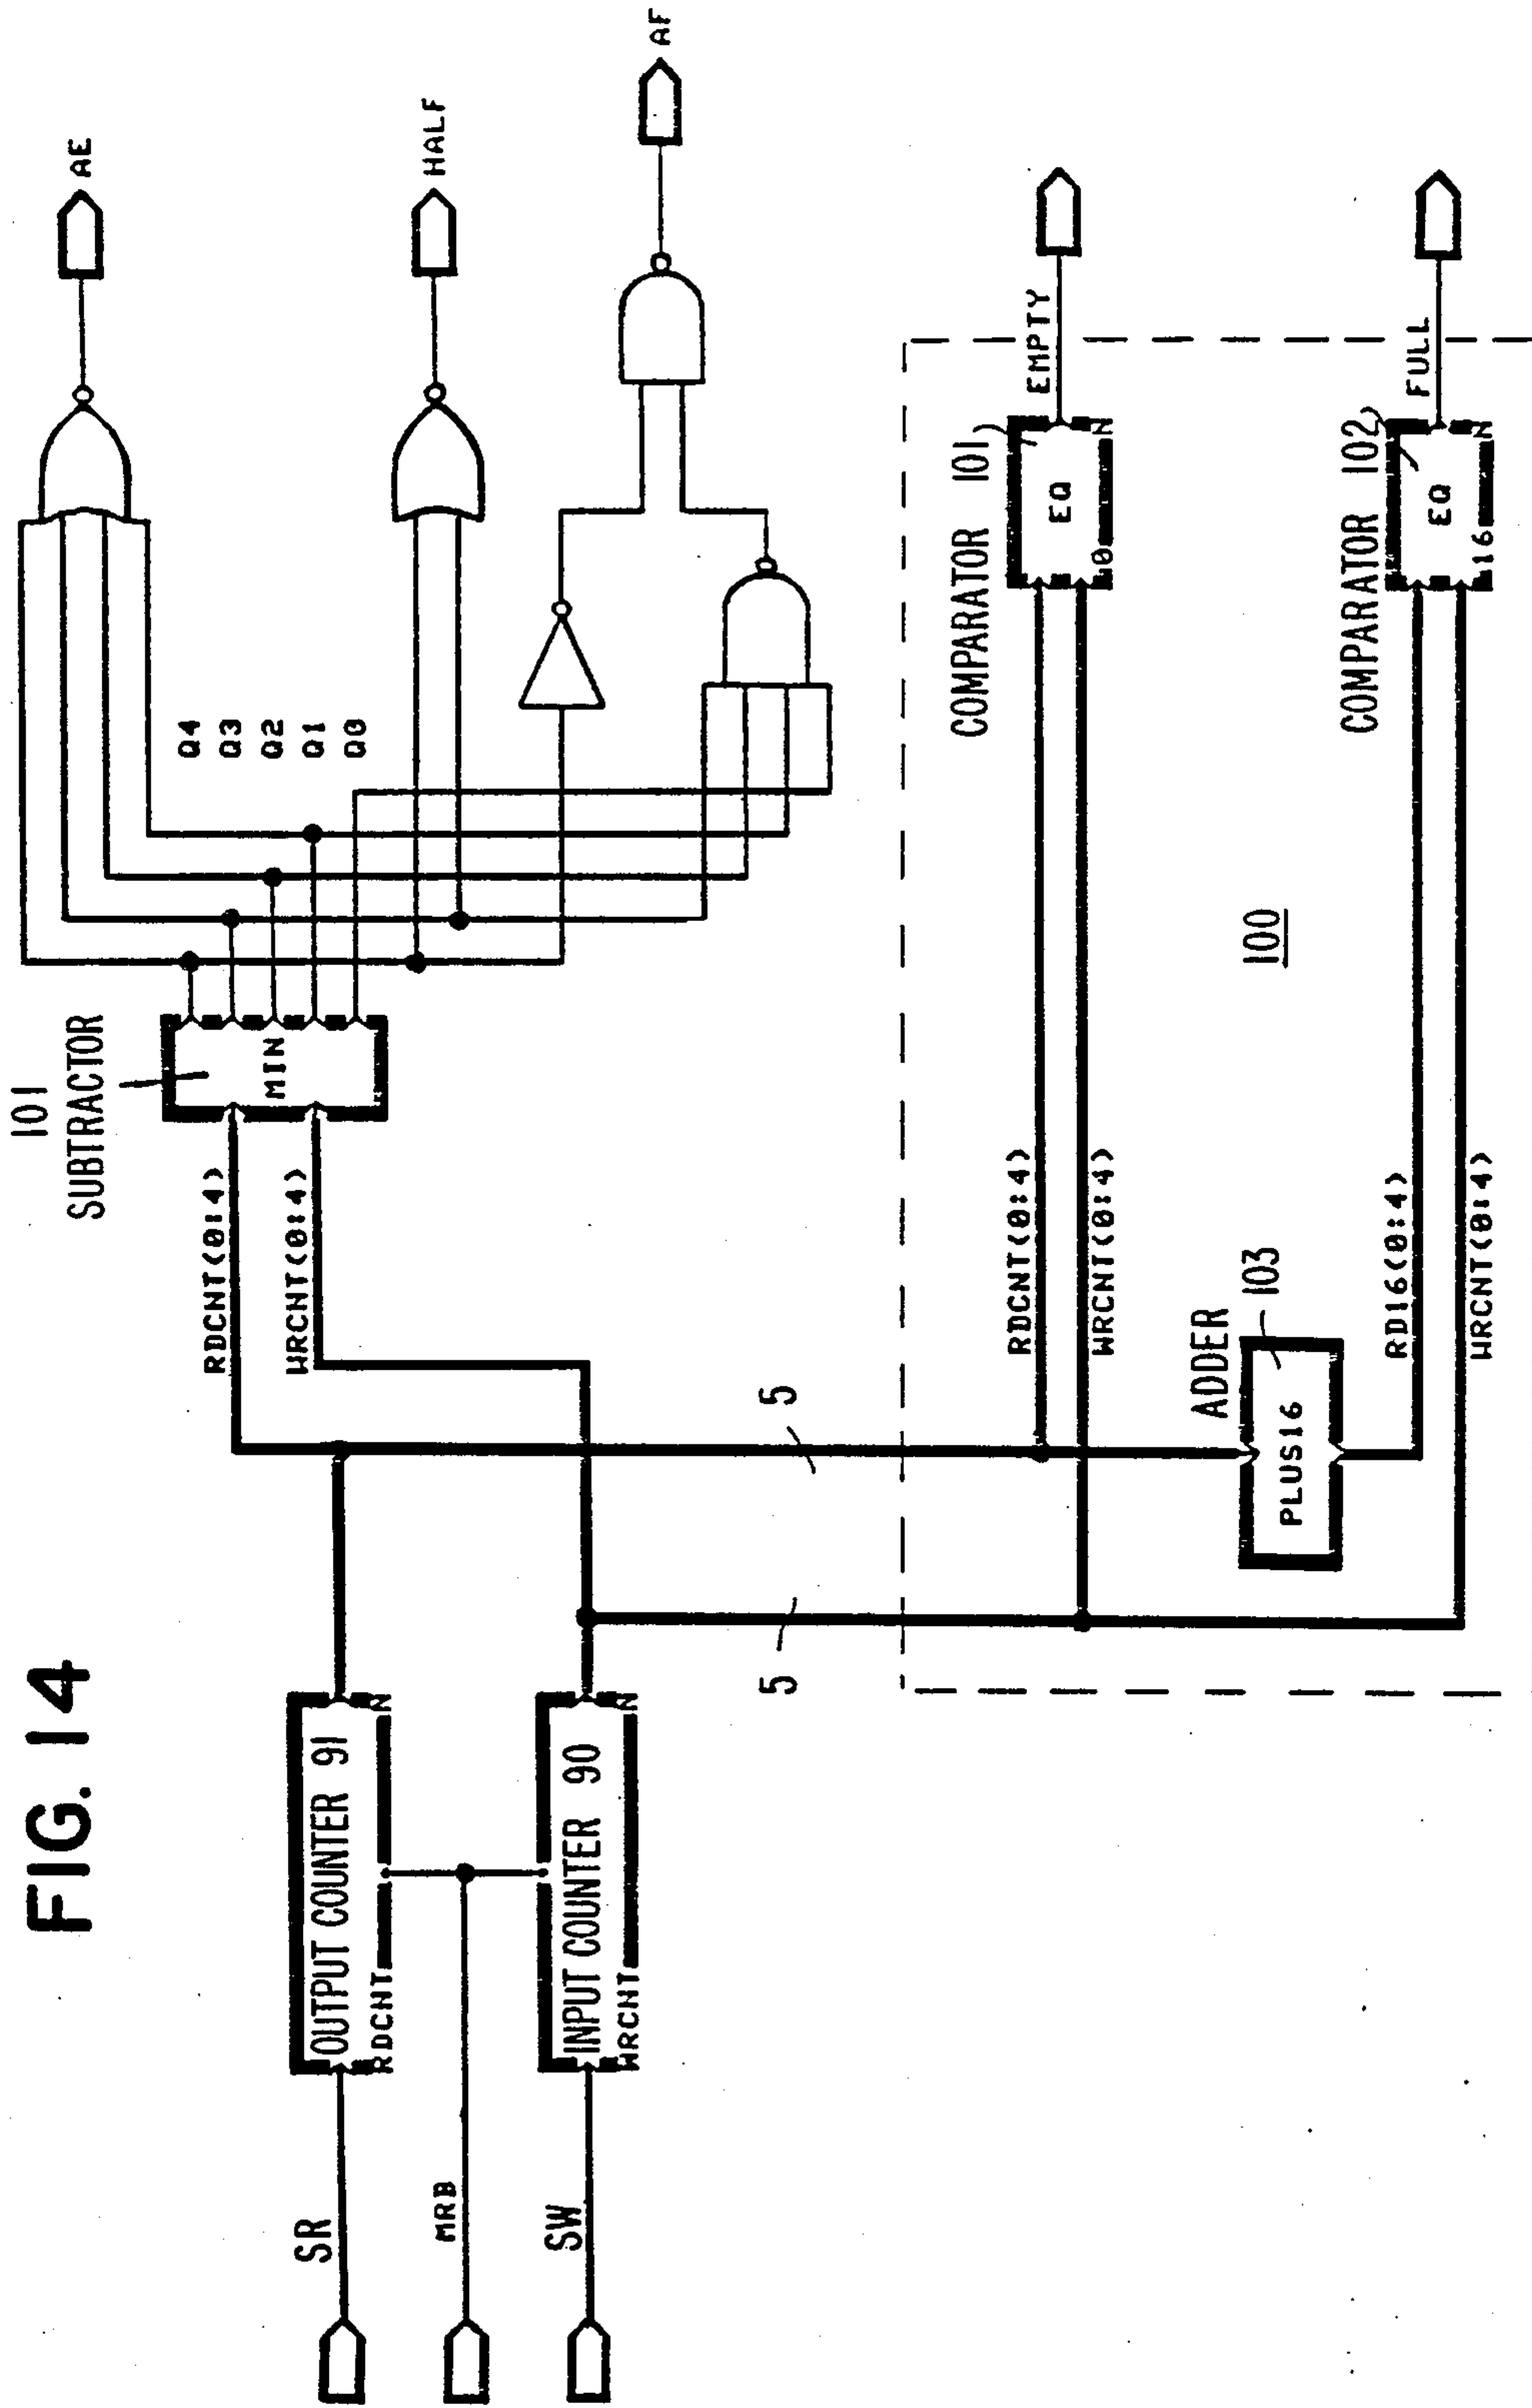 FIG. 14
SR
MRB
SW
OUTPUT COUNTER 91
RDCNT
N
INPUT COUNTER 90
WRCNT
N
101
SUBTRACTOR
RDCNT(0:4)
WRCNT(0:4)
MIN
Q4
Q3
Q2
Q1
Q0
AE
HALF
AF
5
5
ADDER
103
PLUS16
RDCNT(0:4)
WRCNT(0:4)
RD16(0:4)
WRCNT(0:4)
100
COMPARATOR 101
EQ
0
N
EMPTY
COMPARATOR 102
EQ
16
N
FULL